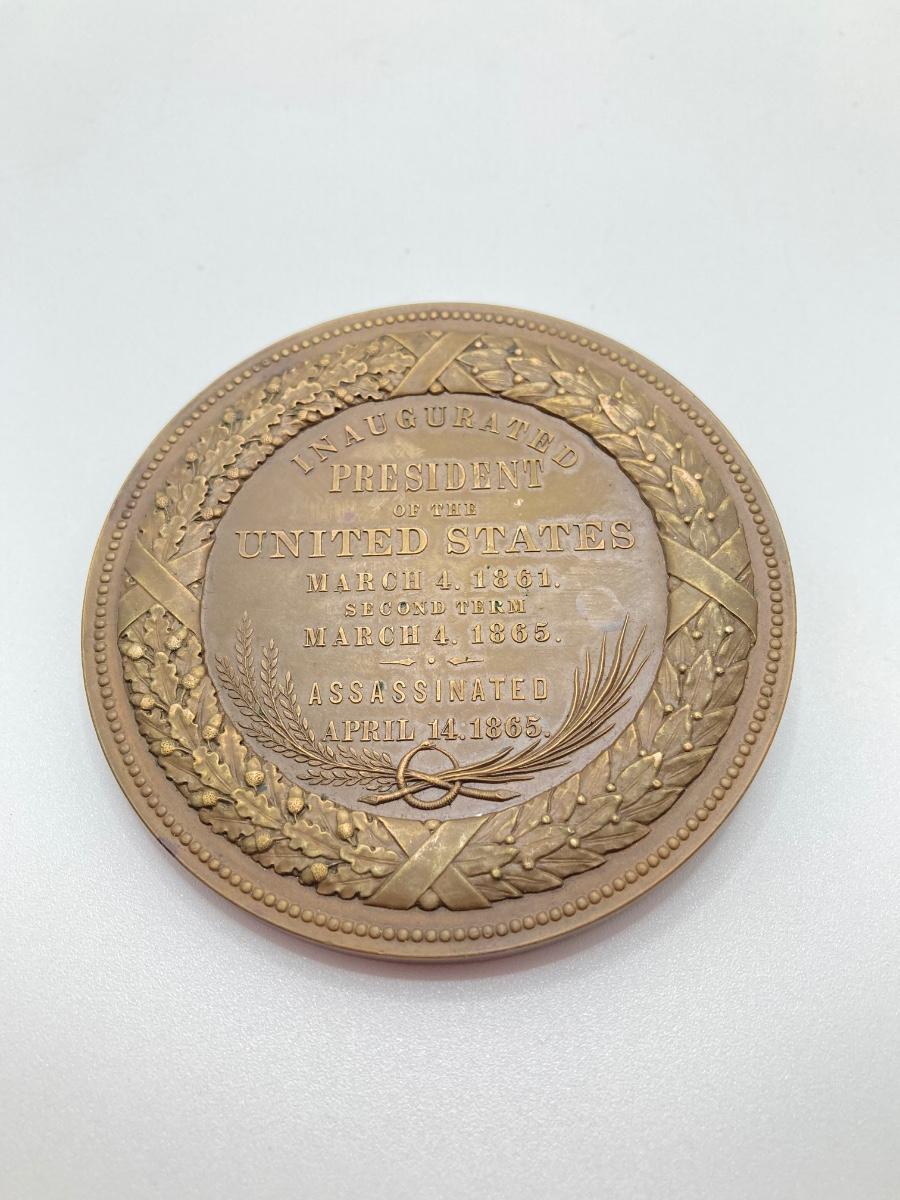 INAUGURATED
PRESIDENT
OF THE
UNITED STATES
MARCH 4. 1861.
SECOND TERM
MARCH 4. 1865.
ASSASSINATED
APRIL 14. 1865.